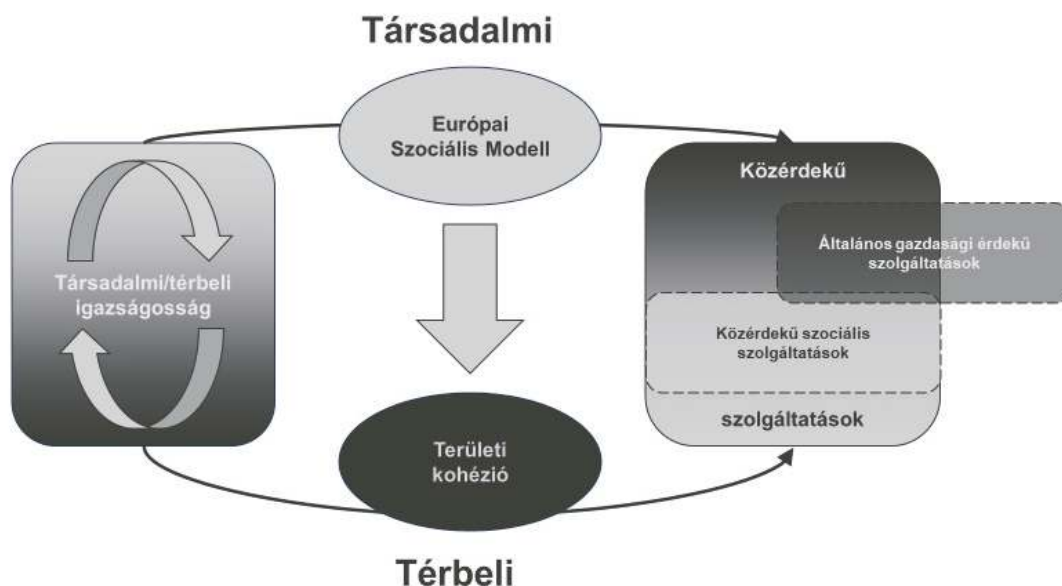 Társadalmi
Európai
Szociális Modell
Társadalmi/térbeli
igazságosság
Közérdekű
Általános gazdasági érdekű
szolgáltatások
Közérdekű szociális
szolgáltatások
szolgáltatások
Területi
kohézió
Térbeli